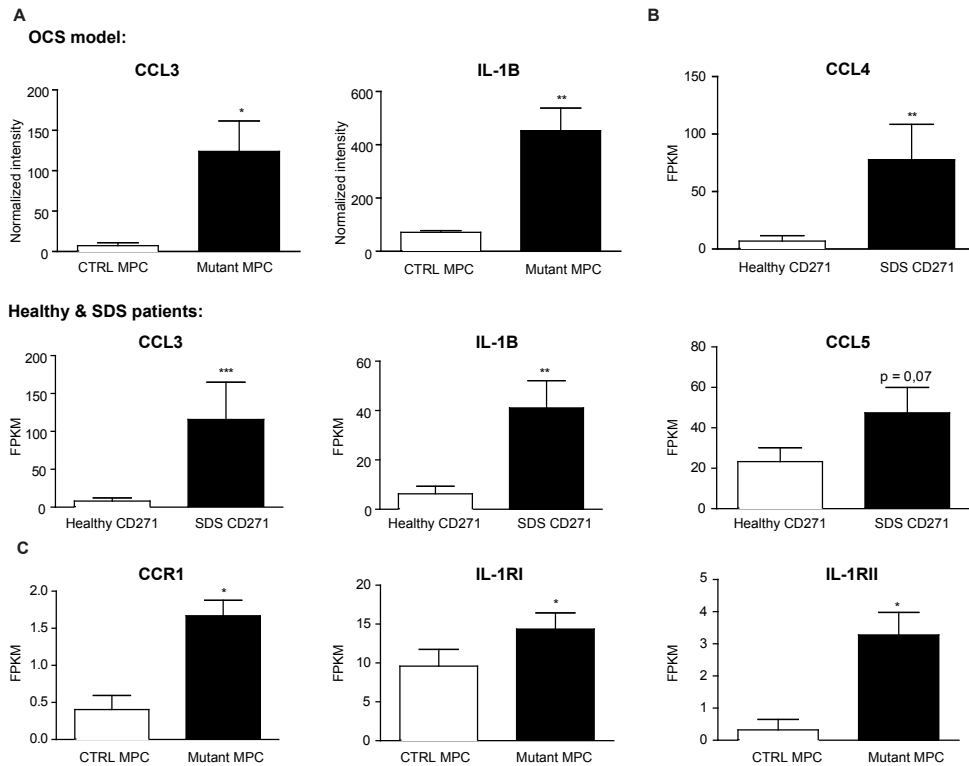 A
OCS model:
CCL3
Normalized intensity
200
150
100
50
0
*
CTRL MPC
Mutant MPC
IL-1B
Normalized intensity
600
400
200
0
**
CTRL MPC
Mutant MPC
B
CCL4
FPKM
150
100
50
0
**
Healthy CD271
SDS CD271
Healthy & SDS patients:
CCL3
FPKM
200
150
100
50
0
***
Healthy CD271
SDS CD271
IL-1B
FPKM
60
40
20
0
**
Healthy CD271
SDS CD271
CCL5
FPKM
80
60
40
20
0
p = 0,07
Healthy CD271
SDS CD271
C
CCR1
FPKM
2.0
1.5
1.0
0.5
0.0
*
CTRL MPC
Mutant MPC
IL-1RI
FPKM
20
15
10
5
0
*
CTRL MPC
Mutant MPC
IL-1RII
FPKM
5
4
3
2
1
0
*
CTRL MPC
Mutant MPC